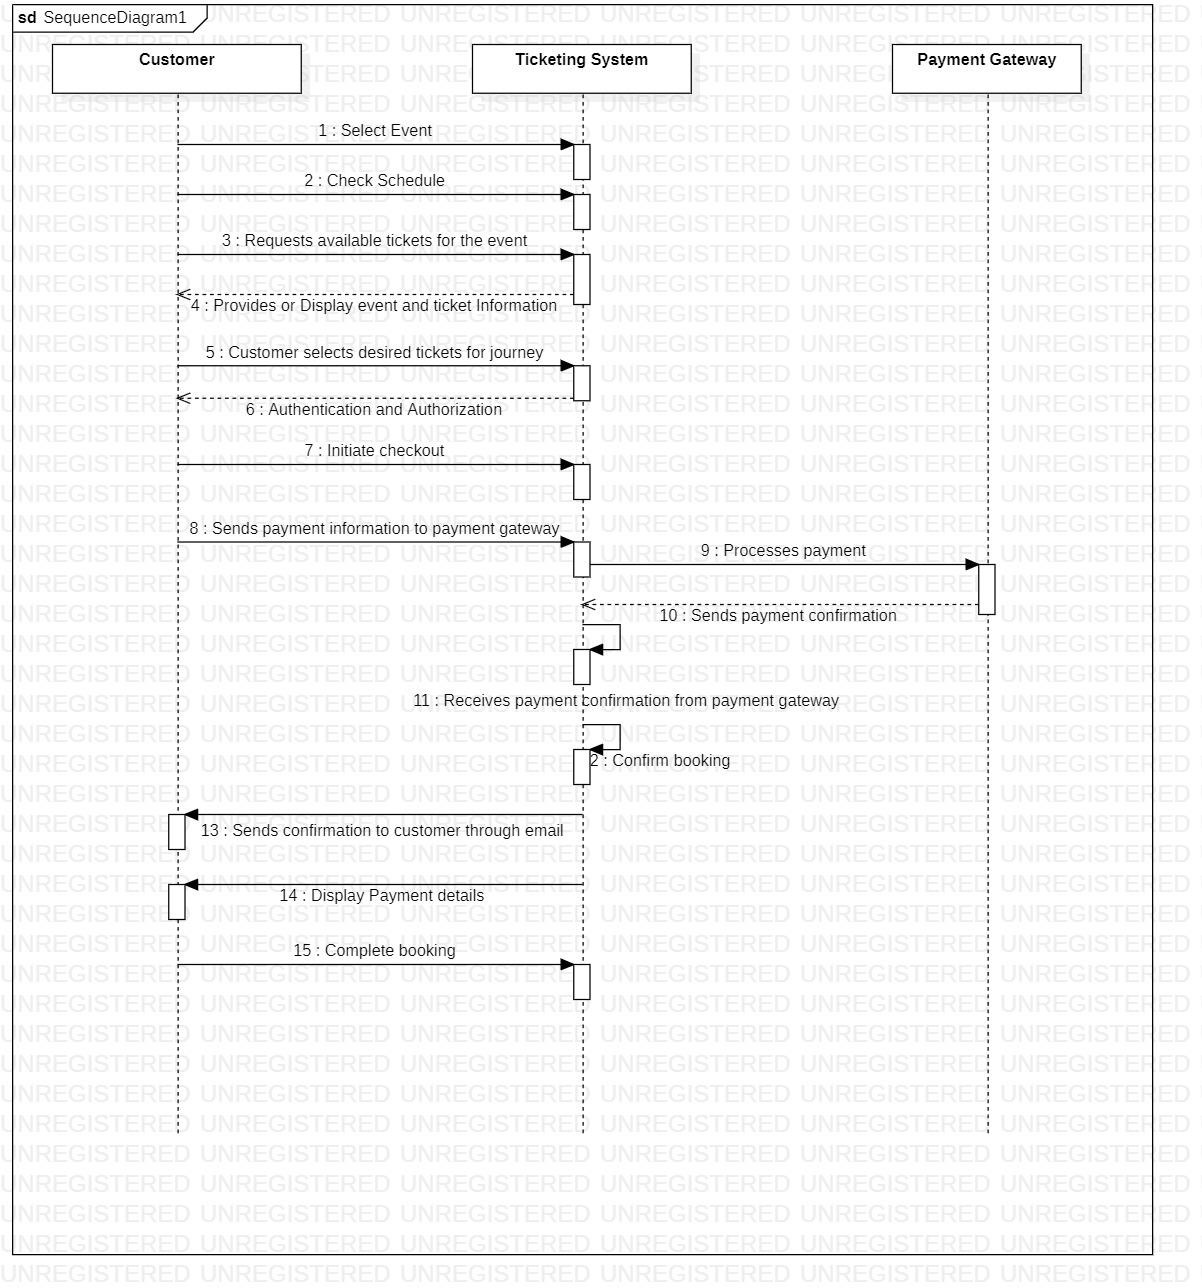 sd SequenceDiagram1
Customer
Ticketing System
Payment Gateway
1 : Select Event
2 : Check Schedule
3 : Requests available tickets for the event
4 : Provides or Display event and ticket Information
5 : Customer selects desired tickets for journey
6 : Authentication and Authorization
7 : Initiate checkout
8 : Sends payment information to payment gateway
9 : Processes payment
10 : Sends payment confirmation
11 : Receives payment confirmation from payment gateway
2 : Confirm booking
13 : Sends confirmation to customer through email
14 : Display Payment details
15 : Complete booking
UNREGISTERED